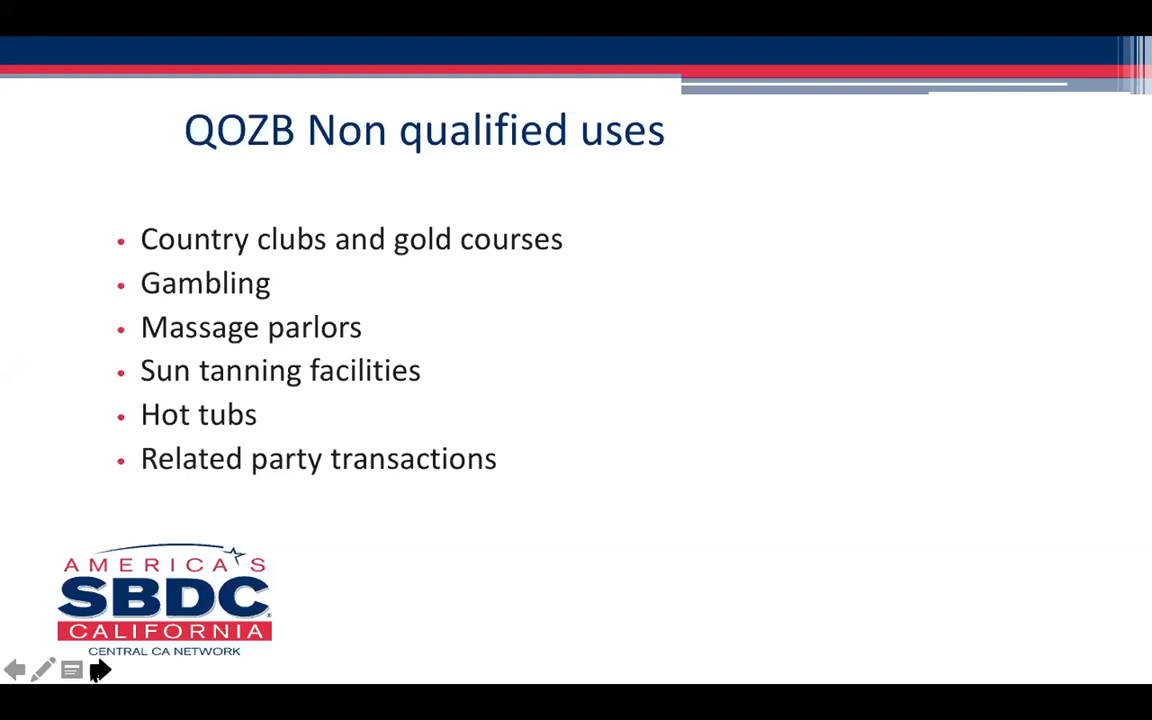 QOZB Non qualified uses
• Country clubs and gold courses
• Gambling
• Massage parlors
• Sun tanning facilities
• Hot tubs
• Related party transactions
AMERICA'S
SBDC
CALIFORNIA
CENTRAL CA NETWORK